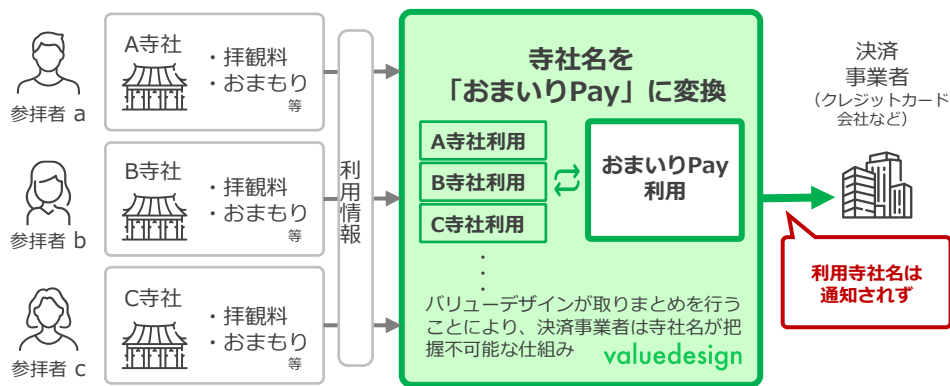 参拝者 a
A寺社
・拝観料
・おまもり
等
参拝者 b
B寺社
・拝観料
・おまもり
等
参拝者 c
C寺社
・拝観料
・おまもり
等
利用情報
寺社名を
「おまいりPay」に変換
A寺社利用
B寺社利用
C寺社利用
・
・
・
おまいりPay
利用
バリューデザインが取りまとめを行う
ことにより、決済事業者は寺社名が把
握不可能な仕組み
valuedesign
決済
事業者
（クレジットカード
会社など）
利用寺社名は
通知されず